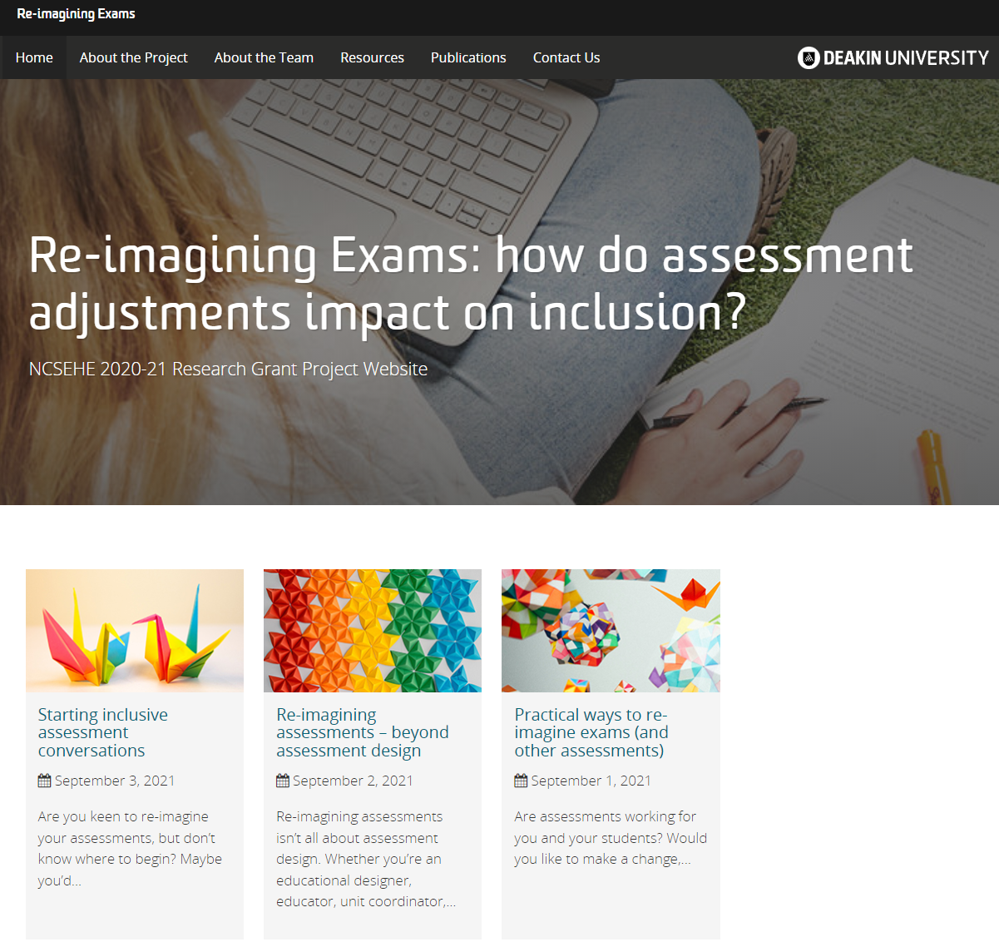 Re-imagining Exams
Home About the Project About the Team Resources Publications Contact Us DEAKIN UNIVERSITY
Re-imagining Exams: how do assessment
adjustments impact on inclusion?
NCSEHE 2020-21 Research Grant Project Website
Starting inclusive
assessment
conversations
September 3, 2021
Are you keen to re-imagine
your assessments, but don’t
know where to begin? Maybe
you’d...
Re-imagining
assessments – beyond
assessment design
September 2, 2021
Re-imagining assessments
isn’t all about assessment
design. Whether you’re an
educational designer,
educator, unit coordinator,...
Practical ways to re-
imagine exams (and
other assessments)
September 1, 2021
Are assessments working for
you and your students? Would
you like to make a change,...